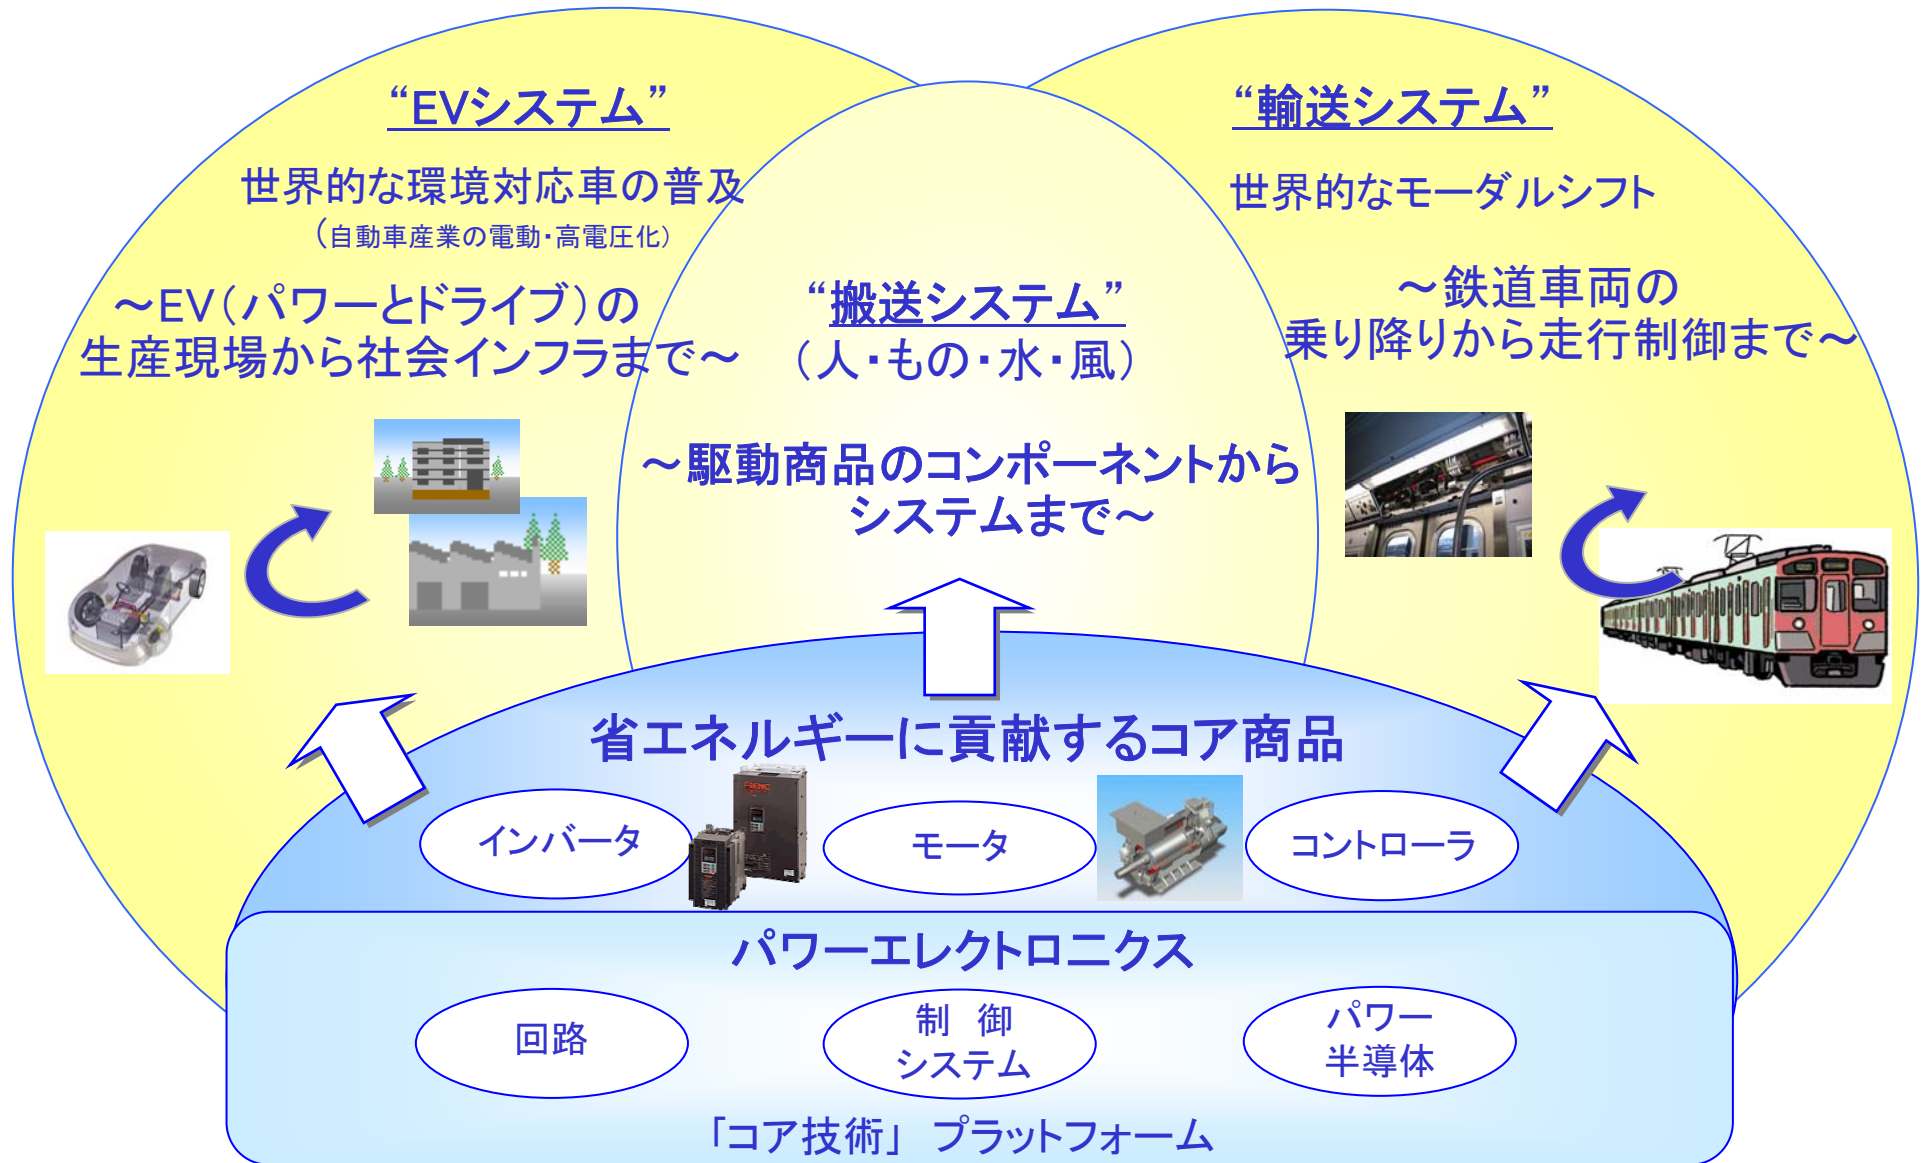 “EVシステム”
世界的な環境対応車の普及
（自動車産業の電動・高電圧化）
～EV（パワーとドライブ）の
生産現場から社会インフラまで～
“搬送システム”
（人・もの・水・風）
～駆動商品のコンポーネントから
システムまで～
“輸送システム”
世界的なモーダルシフト
～鉄道車両の
乗り降りから走行制御まで～
省エネルギーに貢献するコア商品
インバータ
モータ
コントローラ
パワーエレクトロニクス
回路
制　御
システム
パワー
半導体
「コア技術」 プラットフォーム